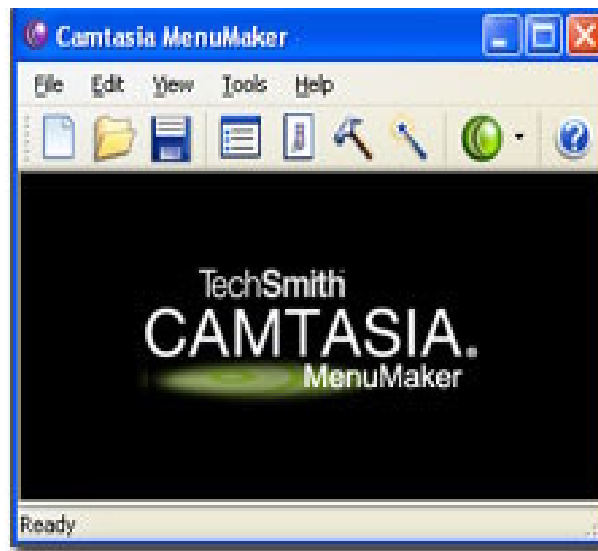 Camtasia MenuMaker
File Edit View Tools Help
TechSmith
CAMTASIA.
MenuMaker
Ready